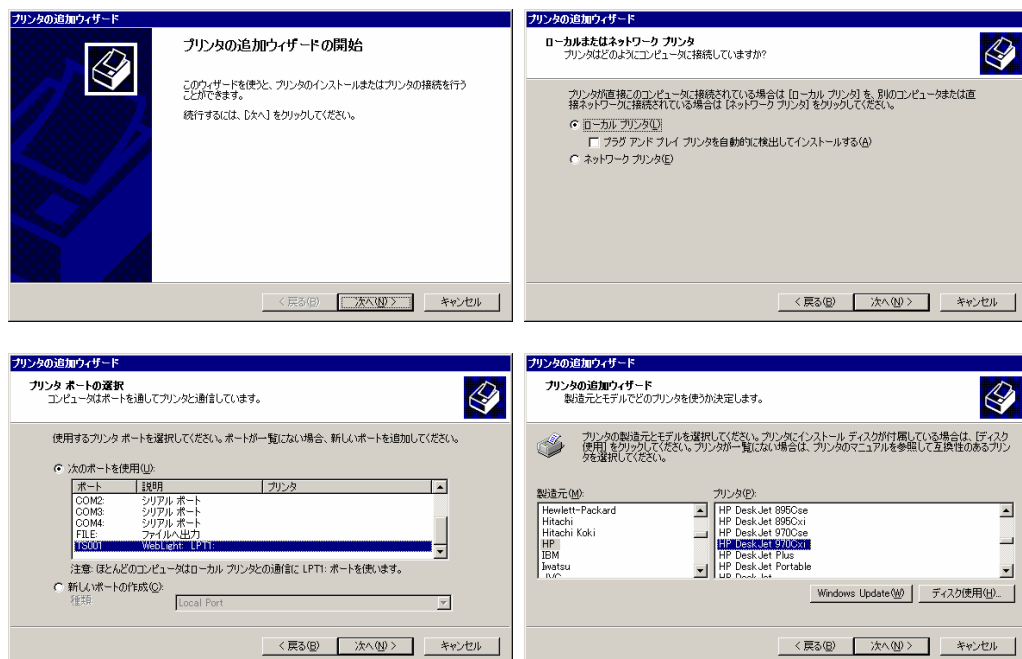 プリンタの追加ウィザード
プリンタの追加ウィザードの開始
このウィザードを使うと、プリンタのインストールまたはプリンタの接続を行う
ことができます。
続行するには、[次へ] をクリックしてください。
< 戻る(B)
次へ(N) >
キャンセル
プリンタの追加ウィザード
ローカルまたはネットワーク プリンタ
プリンタはどのようにコンピュータに接続していますか?
プリンタが直接このコンピュータに接続されている場合は [ローカル プリンタ] を、別のコンピュータまたは直
接ネットワークに接続されている場合は [ネットワーク プリンタ] をクリックしてください。
ローカル プリンタ(L)
プラグ アンド プレイ プリンタを自動的に検出してインストールする(A)
ネットワーク プリンタ(E)
< 戻る(B)
次へ(N) >
キャンセル
プリンタの追加ウィザード
プリンタ ポートの選択
コンピュータはポートを通してプリンタと通信しています。
使用するプリンタ ポートを選択してください。ポートが一覧にない場合、新しいポートを追加してください。
次のポートを使用(U):
ポート 説明 プリンタ
COM2: シリアル ポート
COM3: シリアル ポート
COM4: シリアル ポート
FILE: ファイルへ出力
TS001 WebLight: LPT1:
注意: ほとんどのコンピュータはローカル プリンタとの通信に LPT1: ポートを使います。
新しいポートの作成(C):
種類: Local Port
< 戻る(B)
次へ(N) >
キャンセル
プリンタの追加ウィザード
プリンタの追加ウィザード
製造元とモデルでどのプリンタを使うか決定します。
プリンタの製造元とモデルを選択してください。プリンタにインストール ディスクが付属している場合は、[ディスク
使用] をクリックしてください。プリンタが一覧にない場合は、プリンタのマニュアルを参照して互換性のあるプリン
タを選択してください。
製造元(M):
Hewlett-Packard
Hitachi
Hitachi Koki
HP
IBM
Iwatsu
JVC
プリンタ(P):
HP DeskJet 895Cse
HP DeskJet 895Cxi
HP DeskJet 970Cse
HP DeskJet 970Cxi
HP DeskJet Plus
HP DeskJet Portable
HP DeskJet
Windows Update(W)
ディスク使用(H)...
< 戻る(B)
次へ(N) >
キャンセル